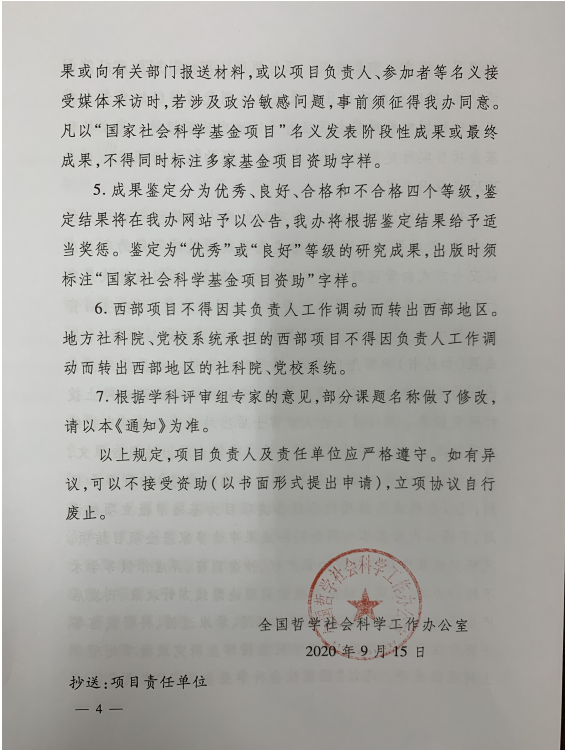 果或向有关部门报送材料,或以项目负责人、参加者等名义接
受媒体采访时,若涉及政治敏感问题,事前须征得我办同意。
凡以“国家社会科学基金项目”名义发表阶段性成果或最终
成果,不得同时标注多家基金项目资助字样。
5. 成果鉴定分为优秀、良好、合格和不合格四个等级,鉴
定结果将在我办网站予以公告,我办将根据鉴定结果给予适
当奖惩。鉴定为“优秀”或“良好”等级的研究成果,出版时须
标注“国家社会科学基金项目资助”字样。
6. 西部项目不得因其负责人工作调动而转出西部地区。
地方社科院、党校系统承担的西部项目不得因负责人工作调
动而转出西部地区的社科院、党校系统。
7. 根据学科评审组专家的意见,部分课题名称做了修改,
请以本《通知》为准。
以上规定,项目负责人及责任单位应严格遵守。如有异
议,可以不接受资助(以书面形式提出申请),立项协议自行
废止。
全国哲学社会科学工作办公室
全国哲学社会科学工作办公室
2020 年 9 月 15 日
抄送:项目责任单位
— 4 —